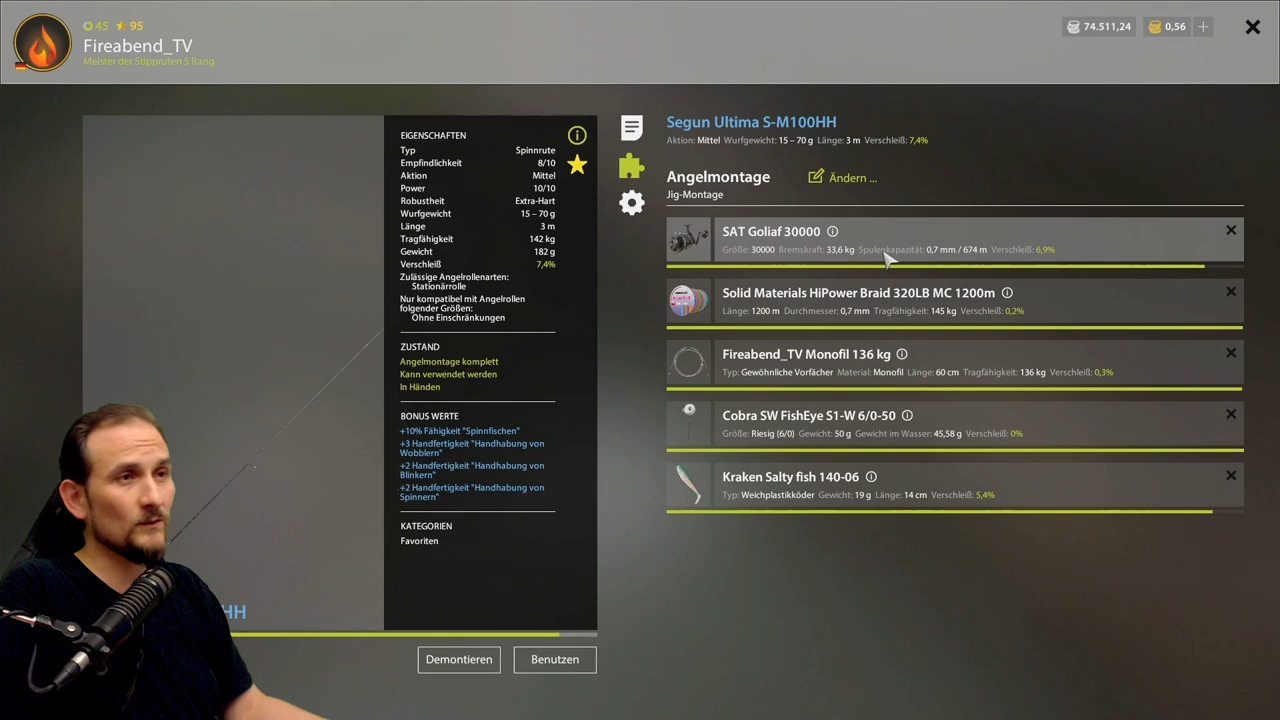 45 95
Fireabend_TV
Meister der Stippruten S Rang
74.511,24
0,56
EIGENSCHAFTEN
Typ Spinnrute
Empfindlichkeit 8/10
Aktion Mittel
Power 10/10
Robustheit Extra-Hart
Wurfgewicht 15 – 70 g
Länge 3 m
Tragfähigkeit 142 kg
Gewicht 182 g
Verschleiß 7,4%
Zulässige Angelrollenarten:
Stationärrolle
Nur kompatibel mit Angelrollen
folgender Größen:
Ohne Einschränkungen
ZUSTAND
Angelmontage komplett
Kann verwendet werden
In Händen
BONUS WERTE
+10% Fähigkeit "Spinnfischen"
+3 Handfertigkeit "Handhabung von
Wobblern"
+2 Handfertigkeit "Handhabung von
Blinkern"
+2 Handfertigkeit "Handhabung von
Spinnern"
KATEGORIEN
Favoriten
HH
Demontieren
Benutzen
Segun Ultima S-M100HH
Aktion: Mittel Wurfgewicht: 15 – 70 g Länge: 3 m Verschleiß: 7,4%
Angelmontage
Ändern ...
Jig-Montage
SAT Goliaf 30000
Größe: 30000 Bremskraft: 33,6 kg Spulenkapazität: 0,7 mm / 674 m Verschleiß: 6,9%
Solid Materials HiPower Braid 320LB MC 1200m
Länge: 1200 m Durchmesser: 0,7 mm Tragfähigkeit: 145 kg Verschleiß: 0,2%
Fireabend_TV Monofil 136 kg
Typ: Gewöhnliche Vorfächer Material: Monofil Länge: 60 cm Tragfähigkeit: 136 kg Verschleiß: 0,3%
Cobra SW FishEye S1-W 6/0-50
Größe: Riesig (6/0) Gewicht: 50 g Gewicht im Wasser: 45,58 g Verschleiß: 0%
Kraken Salty fish 140-06
Typ: Weichplastikköder Gewicht: 19 g Länge: 14 cm Verschleiß: 5,4%